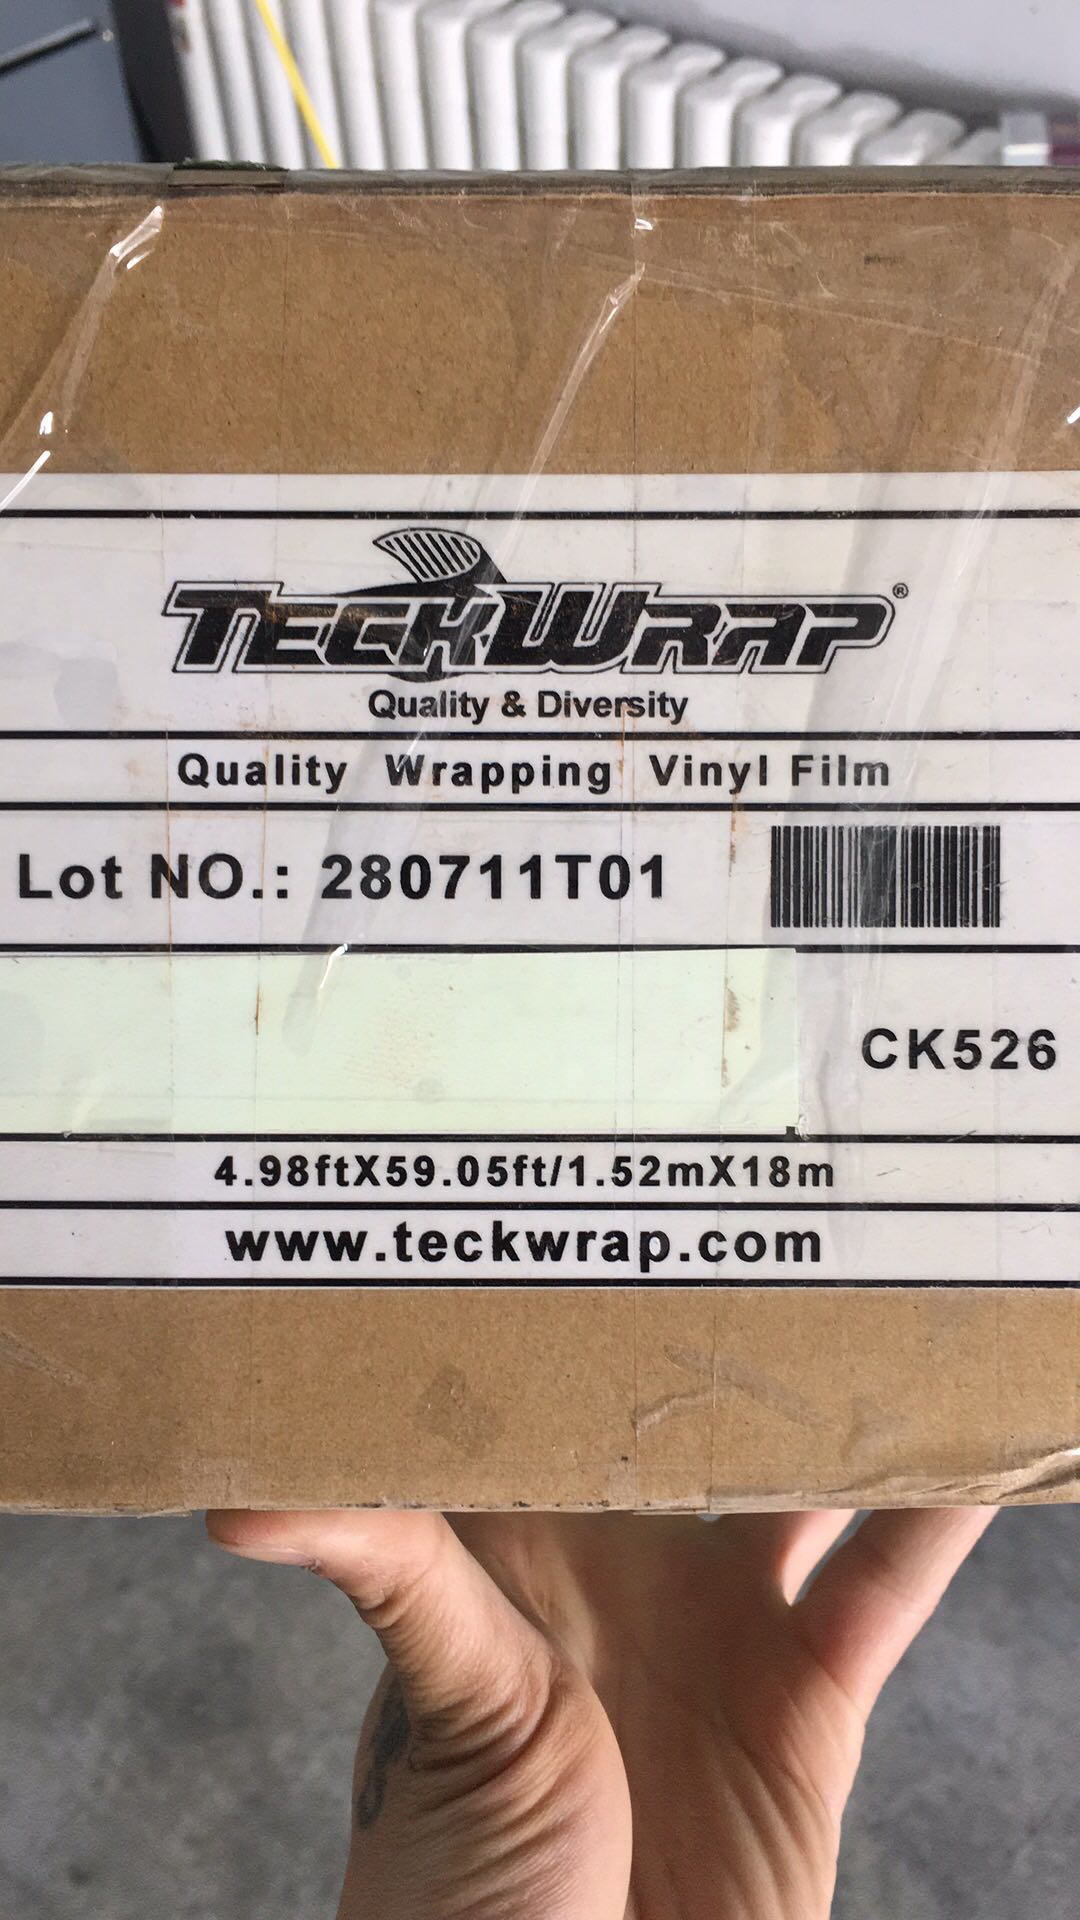 TECKWRAP®
Quality & Diversity
Quality Wrapping Vinyl Film
Lot NO.: 280711T01
CK526
4.98ftX59.05ft/1.52mX18m
www.teckwrap.com